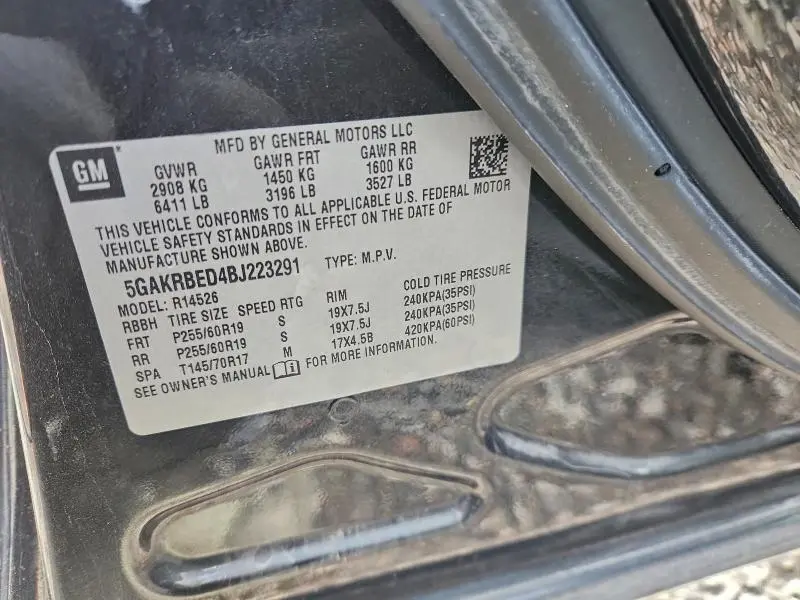 MFD BY GENERAL MOTORS LLC
GM
GVWR GAWR FRT GAWR RR
2908 KG 1450 KG 1600 KG
6411 LB 3196 LB 3527 LB
THIS VEHICLE CONFORMS TO ALL APPLICABLE U.S. FEDERAL MOTOR
VEHICLE SAFETY STANDARDS IN EFFECT ON THE DATE OF
MANUFACTURE SHOWN ABOVE.
5GAKRBED4BJ223291 TYPE: M.P.V.
MODEL: R14526
RBBH TIRE SIZE SPEED RTG RIM COLD TIRE PRESSURE
FRT P255/60R19 S 19X7.5J 240KPA(35PSI)
RR P255/60R19 S 19X7.5J 240KPA(35PSI)
SPA T145/70R17 M 17X4.5B 420KPA(60PSI)
SEE OWNER'S MANUAL FOR MORE INFORMATION.